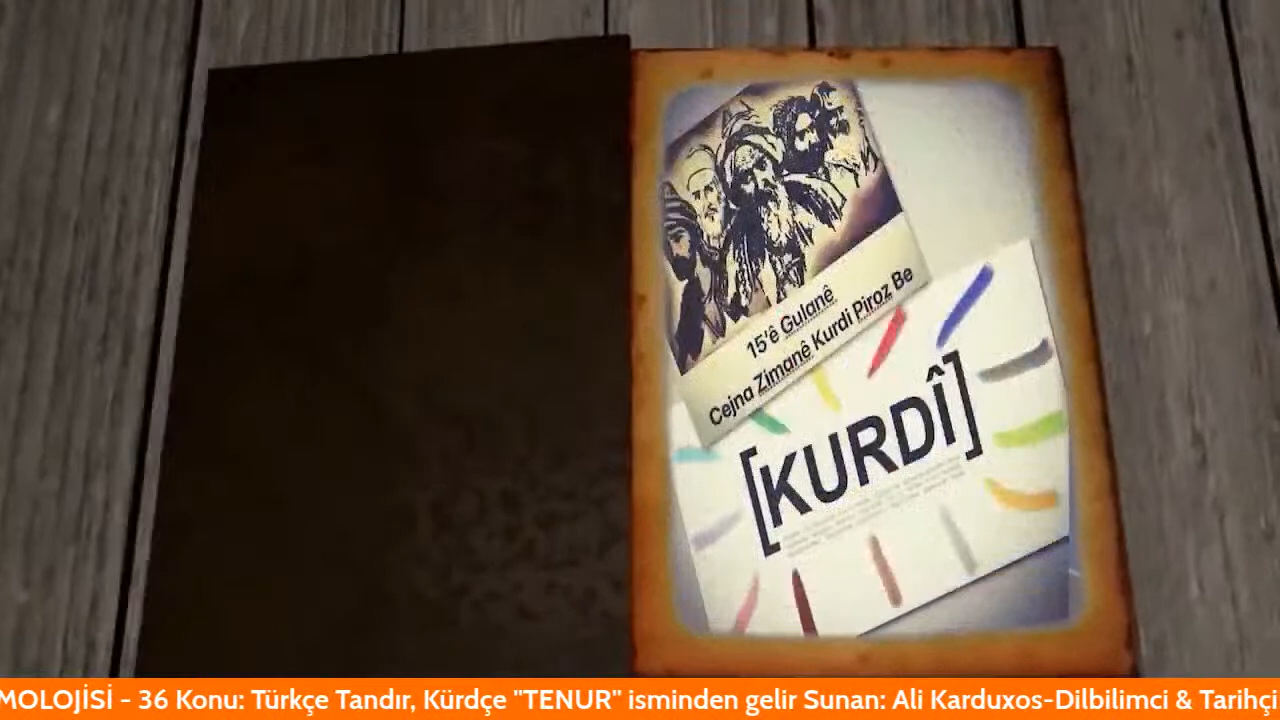 15'ê Gulanê
Cejna Zimanê Kurdi Piroz Be
[KURDÎ]
MOLOJİSİ - 36 Konu: Türkçe Tandır, Kürdçe "TENUR" isminden gelir Sunan: Ali Karduxos-Dilbilimci & Tarihçi